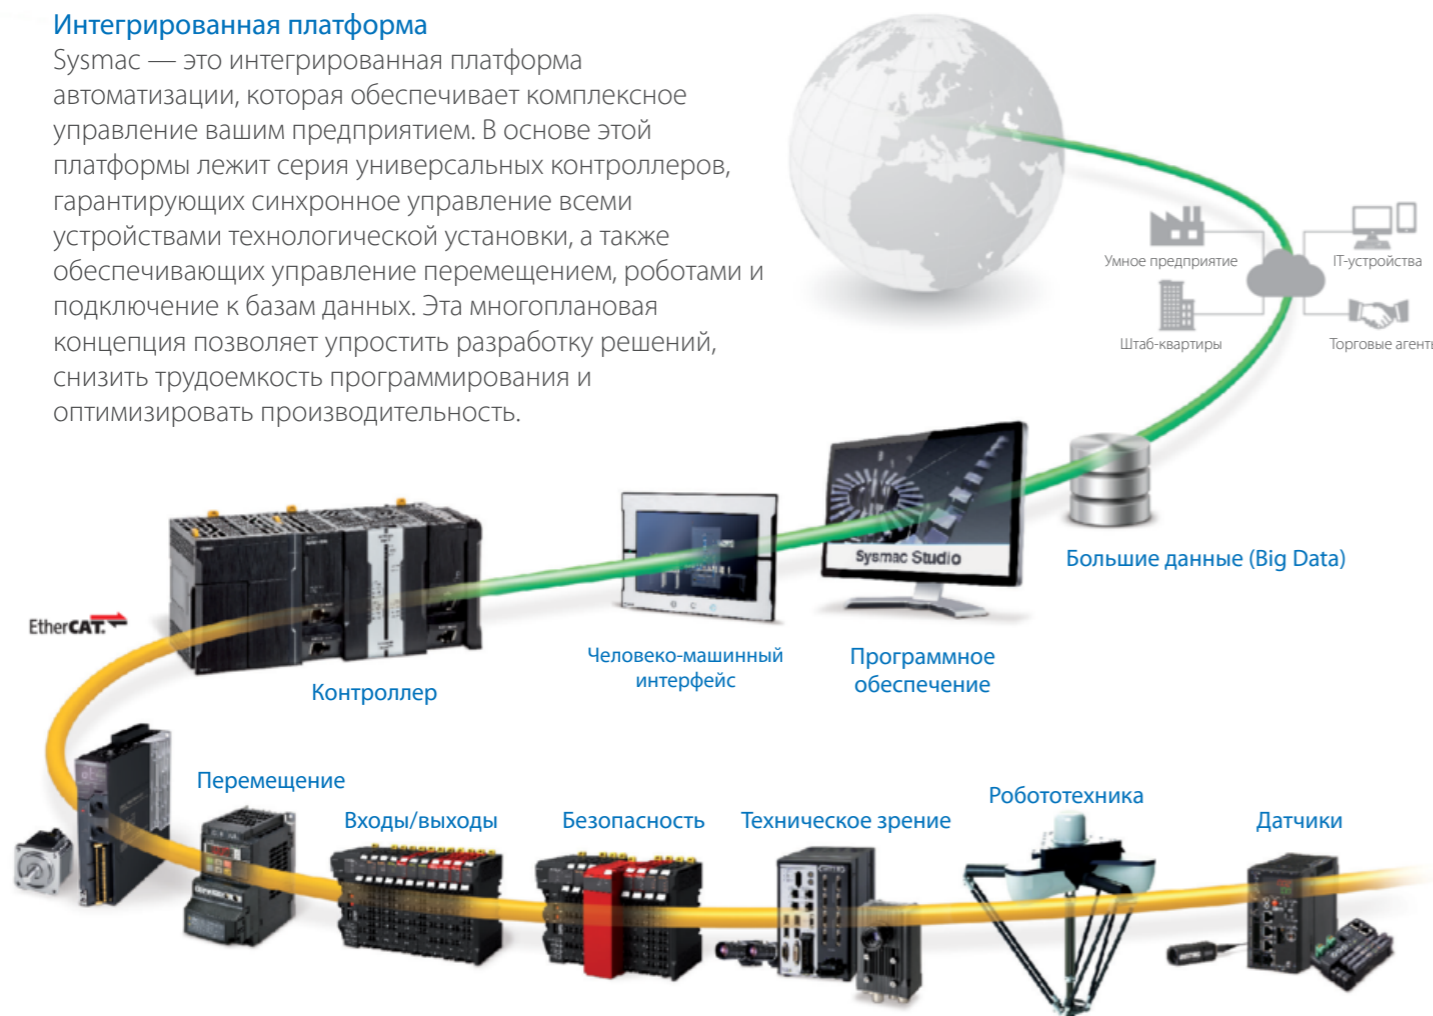 Интегрированная платформа
Sysmac — это интегрированная платформа
автоматизации, которая обеспечивает комплексное
управление вашим предприятием. В основе этой
платформы лежит серия универсальных контроллеров,
гарантирующих синхронное управление всеми
устройствами технологической установки, а также
обеспечивающих управление перемещением, роботами и
подключение к базам данных. Эта многоплановая
концепция позволяет упростить разработку решений,
снизить трудоемкость программирования и
оптимизировать производительность.
Умное предприятие
IT-устройства
Штаб-квартиры
Торговые агенты
Sysmac Studio
Большие данные (Big Data)
EtherCAT.
Контроллер
Человеко-машинный
интерфейс
Программное
обеспечение
Перемещение
Входы/выходы
Безопасность
Техническое зрение
Робототехника
Датчики